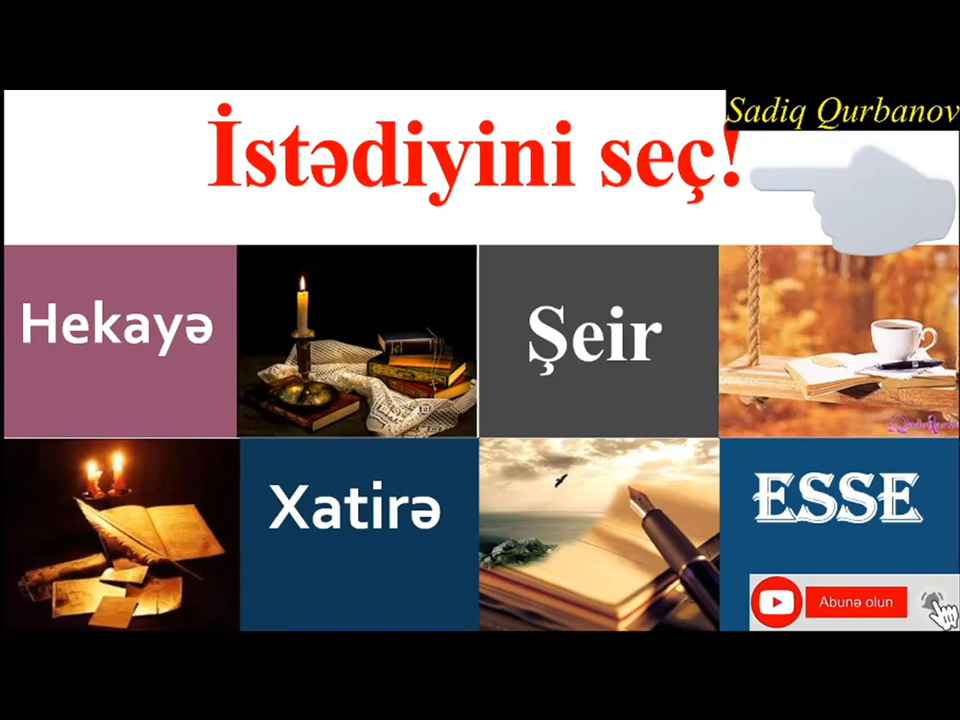 Sadiq Qurbanov
İstədiyini seç!
Hekayə
Şeir
Xatirə
ESSE
Abunə olun